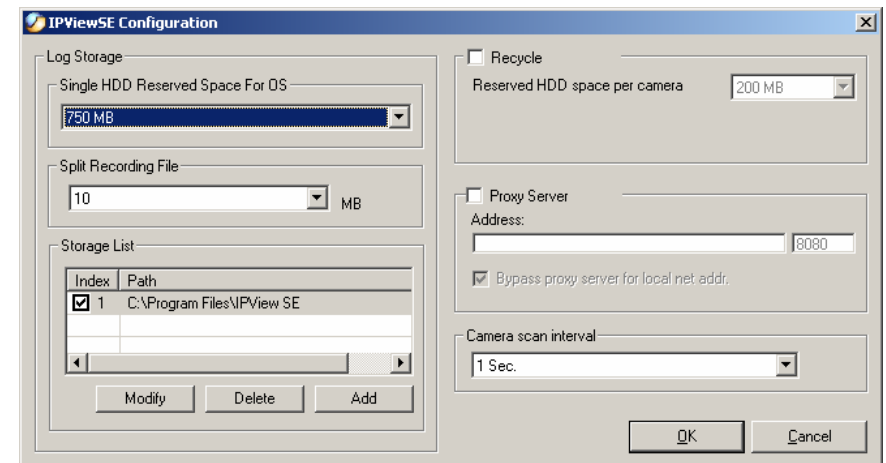 IPViewSE Configuration
Log Storage
Single HDD Reserved Space For OS
750 MB
Split Recording File
10
MB
Storage List
Index Path
1 C:\Program Files\IPView SE
Modify Delete Add
Recycle
Reserved HDD space per camera 200 MB
Proxy Server
Address:
8080
Bypass proxy server for local net addr.
Camera scan interval
1 Sec.
OK Cancel